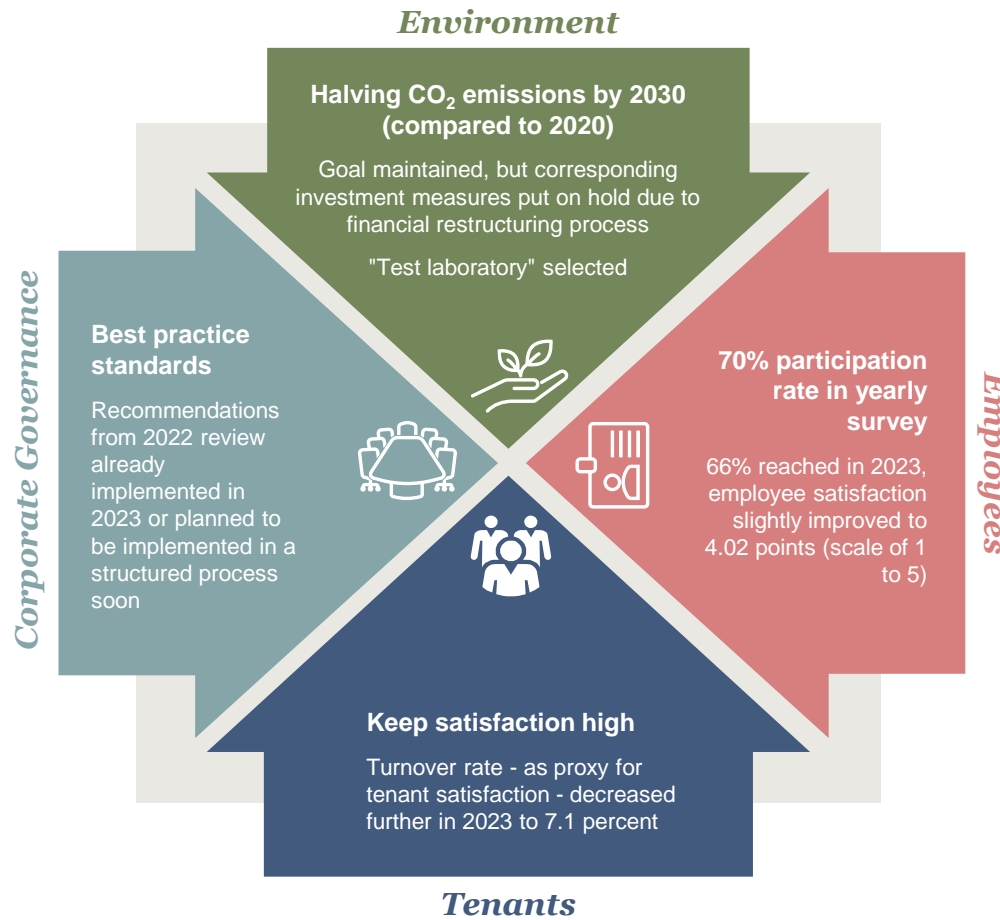 Environment
Halving CO₂ emissions by 2030
(compared to 2020)
Goal maintained, but corresponding
investment measures put on hold due to
financial restructuring process
"Test laboratory" selected
Corporate Governance
Best practice
standards
Recommendations
from 2022 review
already
implemented in
2023 or planned to
be implemented in a
structured process
soon
70% participation
rate in yearly
survey
66% reached in 2023,
employee satisfaction
slightly improved to
4.02 points (scale of 1
to 5)
Employees
Keep satisfaction high
Turnover rate - as proxy for
tenant satisfaction - decreased
further in 2023 to 7.1 percent
Tenants